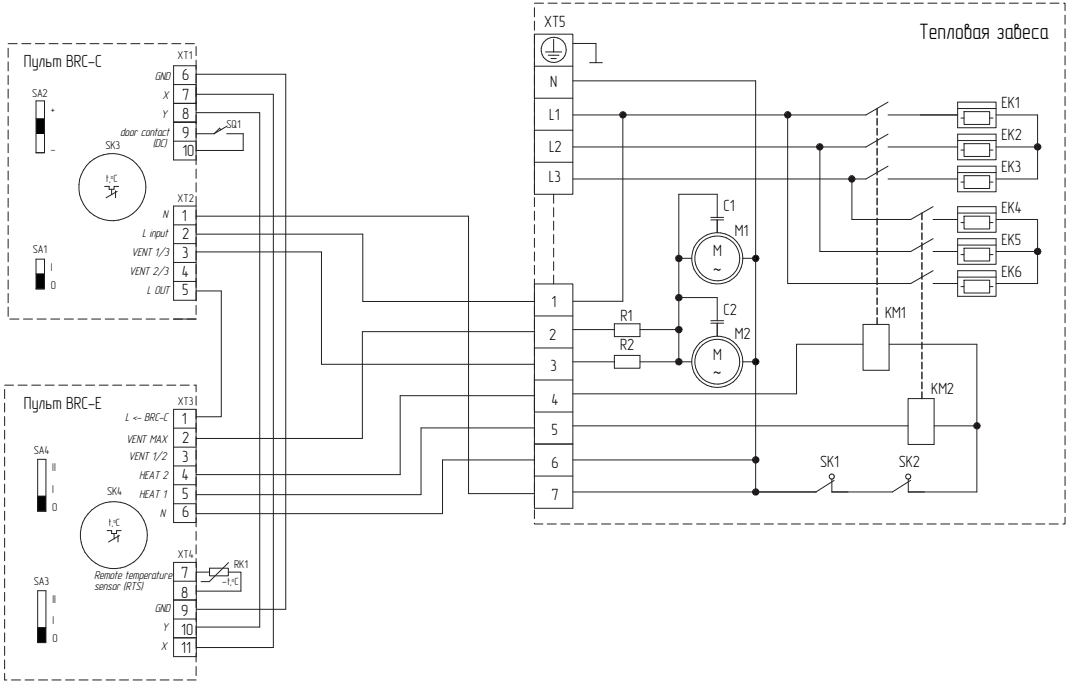 Пульт BRC-C
SA2
+
-
SK3
t,°C
SA1
I
0
XT1
GND 6
X 7
Y 8
door contact 9
(DC)
10
SQ1
XT2
N 1
L input 2
VENT 1/3 3
VENT 2/3 4
L OUT 5
Пульт BRC-E
SA4
II
I
0
SK4
t,°C
SA3
II
I
0
XT3
L <- BRC-C 1
VENT MAX 2
VENT 1/2 3
HEAT 2 4
HEAT 1 5
N 6
XT4
Remote temperature 7
sensor (RTS)
8
RK1
-t,°C
GND 9
Y 10
X 11
Тепловая завеса
XT5
N
L1
L2
L3
1
2
3
4
5
6
7
C1
M1
M
~
C2
M2
M
~
R1
R2
EK1
EK2
EK3
EK4
EK5
EK6
KM1
KM2
SK1
SK2